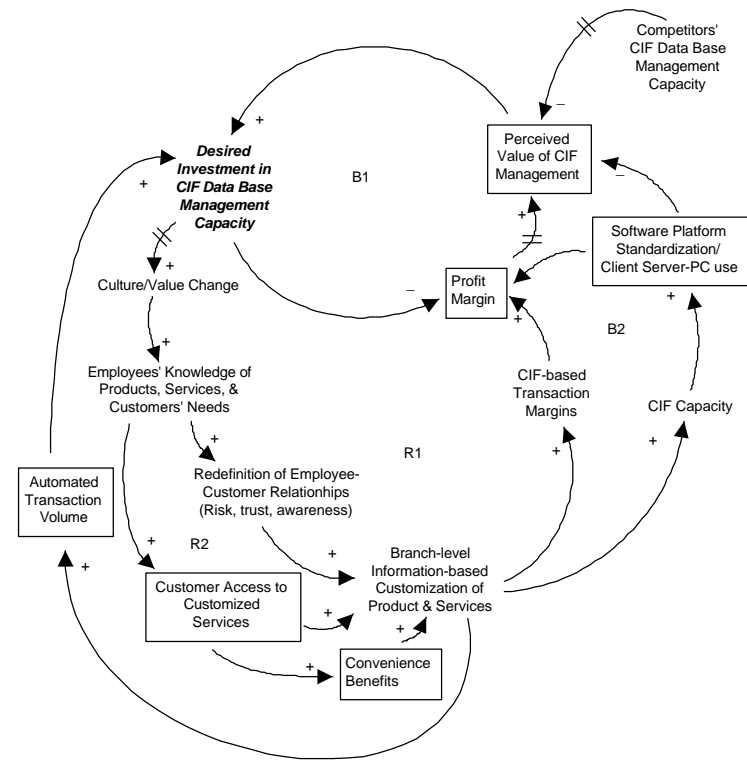 Competitors'
CIF Data Base
Management
Capacity
–
+
Perceived
Value of CIF
Management
Desired
Investment in
CIF Data Base
Management
Capacity
+
B1
–
+
Software Platform
Standardization/
Client Server-PC use
+
Culture/Value Change
–
Profit
Margin
+
+
B2
+
Employees' Knowledge of
Products, Services, &
Customers' Needs
CIF-based
Transaction
Margins
CIF Capacity
+
R1
+
+
Redefinition of Employee-
Customer Relationhips
(Risk, trust, awareness)
Automated
Transaction
Volume
+
R2
+
+
Branch-level
Information-based
Customization of
Product & Services
Customer Access to
Customized
Services
+
+
+
Convenience
Benefits